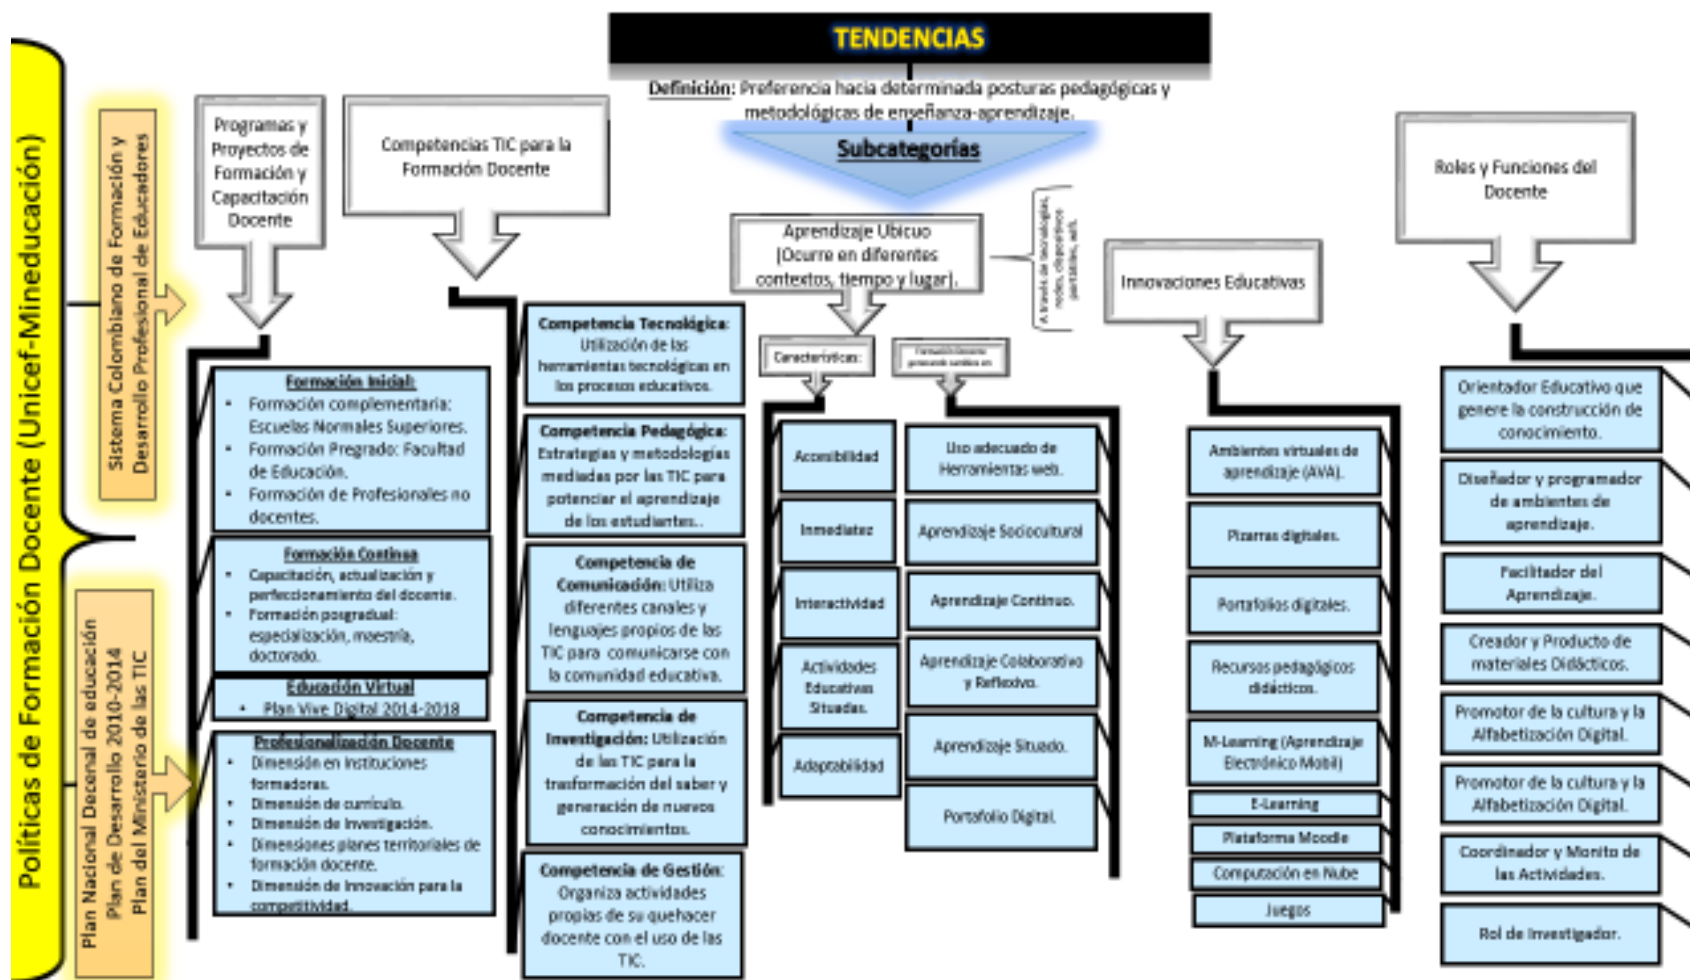 TENDENCIAS
Definición: Preferencia hacia determinada posturas pedagógicas y
metodológicas de enseñanza-aprendizaje.
Subcategorías
Políticas de Formación Docente (Unicef-Mineducación)
Sistema Colombiano de Formación y
Desarrollo Profesional de Educadores
Plan Nacional Decenal de educación
Plan de Desarrollo 2010-2014
Plan del Ministerio de las TIC
Programas y
Proyectos de
Formación y
Capacitación
Docente
Formación Inicial:
• Formación complementaria:
Escuelas Normales Superiores.
• Formación Pregrado: Facultad
de Educación.
• Formación de Profesionales no
docentes.
Formación Continua
• Capacitación, actualización y
perfeccionamiento del docente.
• Formación posgradual:
especialización, maestría,
doctorado.
Educación Virtual
• Plan Vive Digital 2014-2018
Profesionalización Docente
• Dimensión en Instituciones
formadoras.
• Dimensión de currículo.
• Dimensión de Investigación.
• Dimensiones planes territoriales de
formación docente.
• Dimensión de Innovación para la
competitividad.
Competencias TIC para la
Formación Docente
Competencia Tecnológica:
Utilización de las
herramientas tecnológicas en
los procesos educativos.
Competencia Pedagógica:
Estrategias y metodologías
mediadas por las TIC para
potenciar el aprendizaje
de los estudiantes..
Competencia de
Comunicación: Utiliza
diferentes canales y
lenguajes propios de las
TIC para comunicarse con
la comunidad educativa.
Competencia de
Investigación: Utilización
de las TIC para la
trasformación del saber y
generación de nuevos
conocimientos.
Competencia de Gestión:
Organiza actividades
propias de su quehacer
docente con el uso de las
TIC.
Aprendizaje Ubicuo
(Ocurre en diferentes
contextos, tiempo y lugar).
A través de tecnologías,
redes, dispositivos
portátiles, wifi.
Características:
Accesibilidad
Inmediatez
Interactividad
Actividades
Educativas
Situadas.
Adaptabilidad
Formación Docente
generando cambios en
Uso adecuado de
Herramientas web.
Aprendizaje Sociocultural
Aprendizaje Continuo.
Aprendizaje Colaborativo
y Reflexivo.
Aprendizaje Situado.
Portafolio Digital.
Innovaciones Educativas
Ambientes virtuales de
aprendizaje (AVA).
Pizarras digitales.
Portafolios digitales.
Recursos pedagógicos
didácticos.
M-Learning (Aprendizaje
Electrónico Mobil)
E-Learning
Plataforma Moodle
Computación en Nube
Juegos
Roles y Funciones del
Docente
Orientador Educativo que
genere la construcción de
conocimiento.
Diseñador y programador
de ambientes de
aprendizaje.
Facilitador del
Aprendizaje.
Creador y Producto de
materiales Didácticos.
Promotor de la cultura y la
Alfabetización Digital.
Promotor de la cultura y la
Alfabetización Digital.
Coordinador y Monito de
las Actividades.
Rol de Investigador.